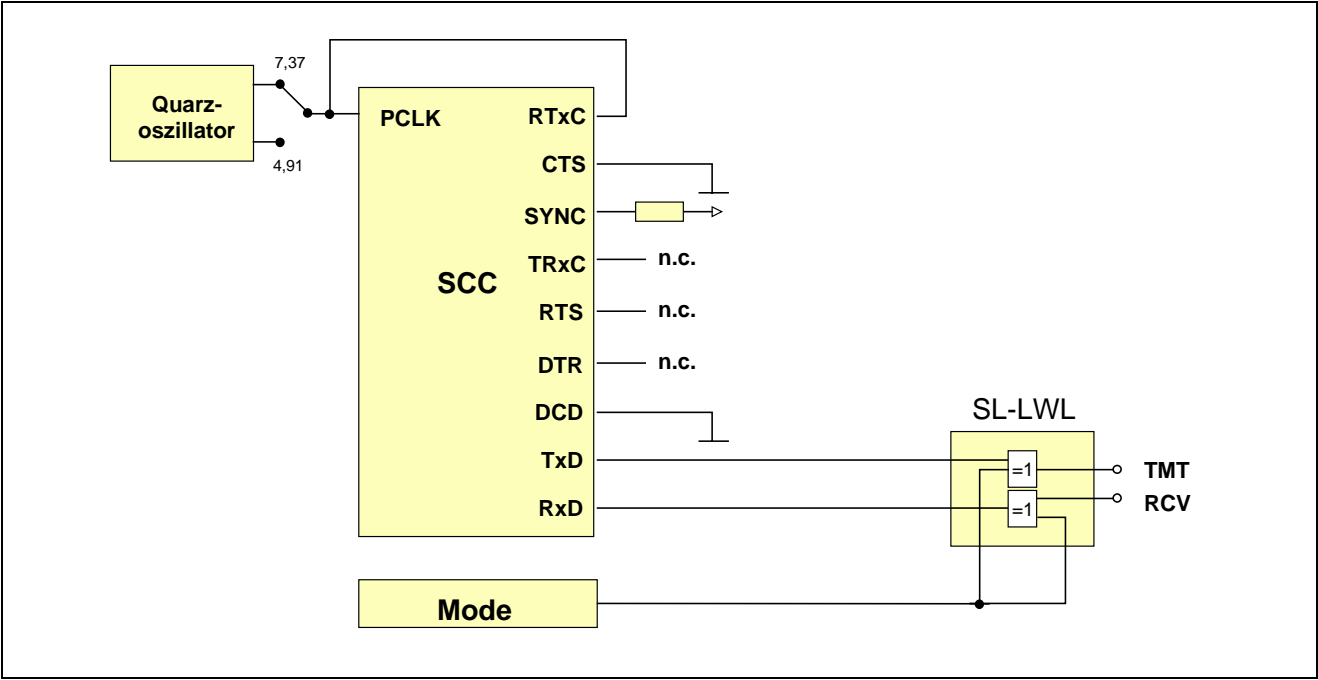 7,37
Quarz-
oszillator
4,91
PCLK
RTxC
CTS
SYNC
TRxC
n.c.
SCC
RTS
n.c.
DTR
n.c.
DCD
SL-LWL
TxD
=1
TMT
RxD
=1
RCV
Mode